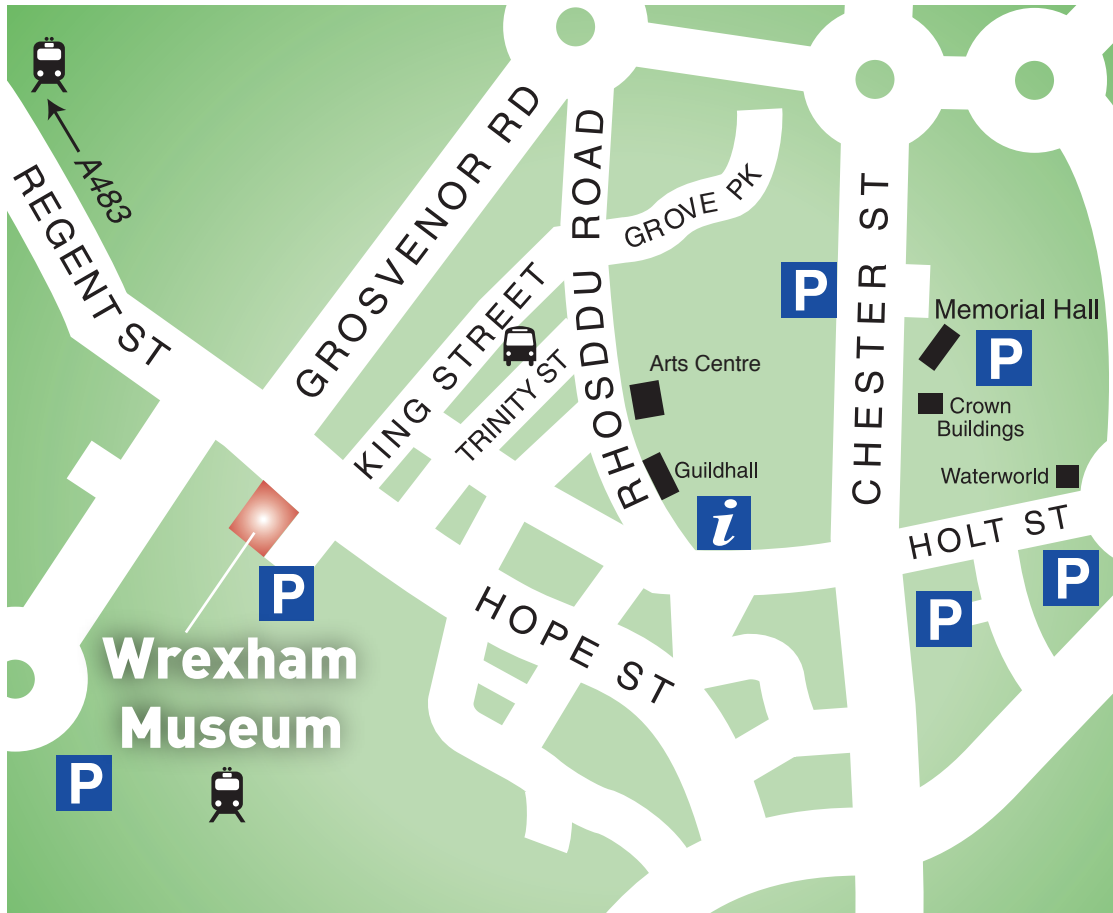 A483
REGENT ST
GROSVENOR RD
RHOSDDU ROAD
GROVE PK
CHESTER ST
KING STREET
TRINITY ST
P
Memorial Hall
P
Arts Centre
Crown
Buildings
Guildhall
Waterworld
i
HOLT ST
P
P
P
HOPE ST
Wrexham
Museum
P